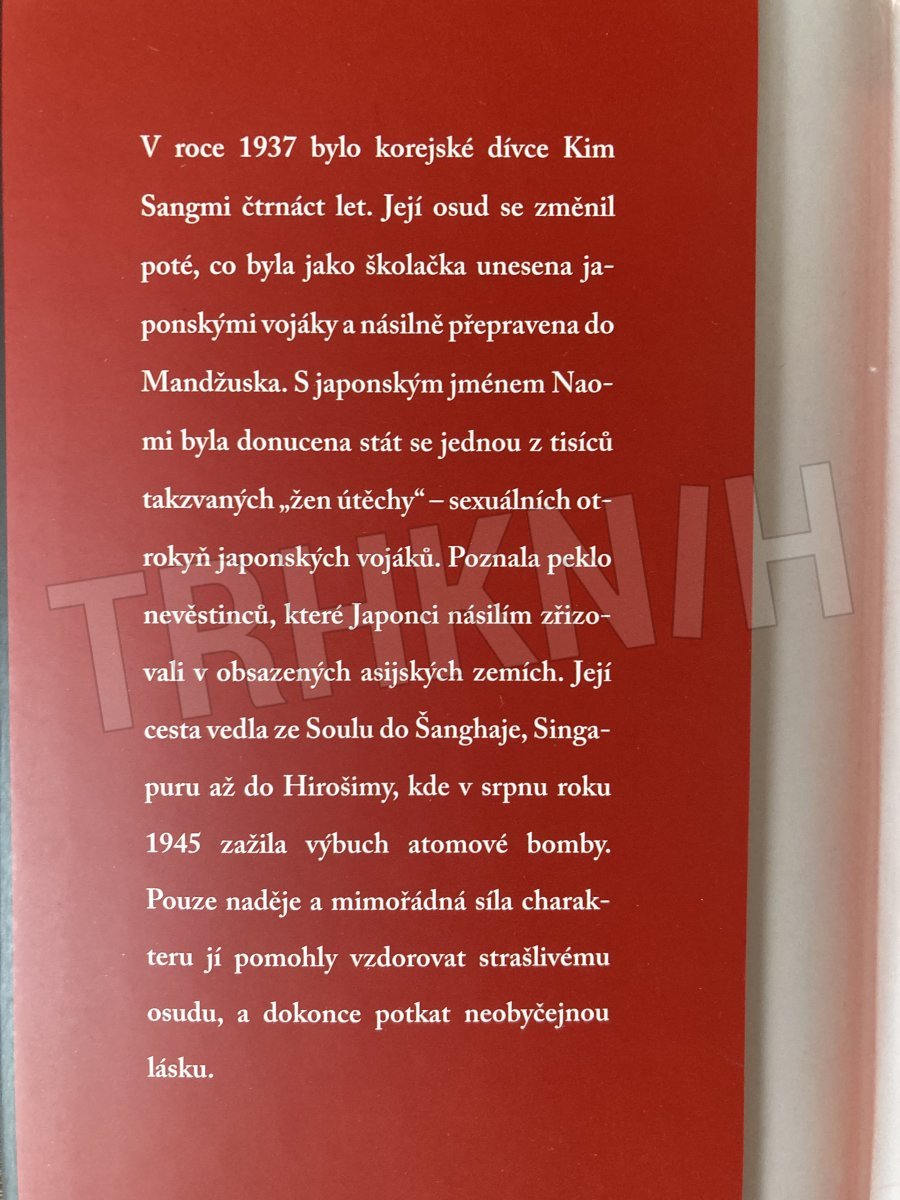 V roce 1937 bylo korejské dívce Kim
Sangmi čtrnáct let. Její osud se změnil
poté, co byla jako školačka unesena ja-
ponskými vojáky a násilně přepravena do
Mandžuska. S japonským jménem Nao-
mi byla donucena stát se jednou z tisíců
takzvaných „žen útěchy“ – sexuálních ot-
rokyň japonských vojáků. Poznala peklo
nevěstinců, které Japonci násilím zřizo-
vali v obsazených asijských zemích. Její
cesta vedla ze Soulu do Šanghaje, Singa-
puru až do Hirošimy, kde v srpnu roku
1945 zažila výbuch atomové bomby.
Pouze naděje a mimořádná síla charak-
teru jí pomohly vzdorovat strašlivému
osudu, a dokonce potkat neobyčejnou
lásku.
TRHKNIH